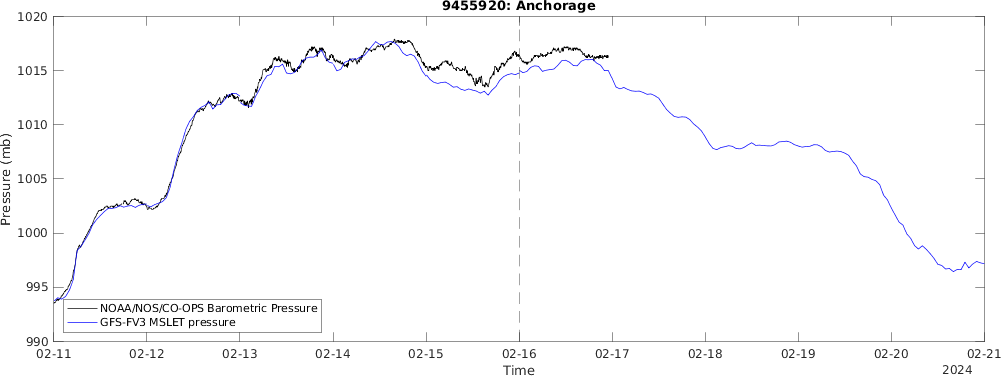 9455920: Anchorage
1020
1015
1010
1005
1000
995
990
Pressure (mb)
NOAA/NOS/CO-OPS Barometric Pressure
GFS-FV3 MSLET pressure
02-11 02-12 02-13 02-14 02-15 02-16 02-17 02-18 02-19 02-20 02-21
Time
2024